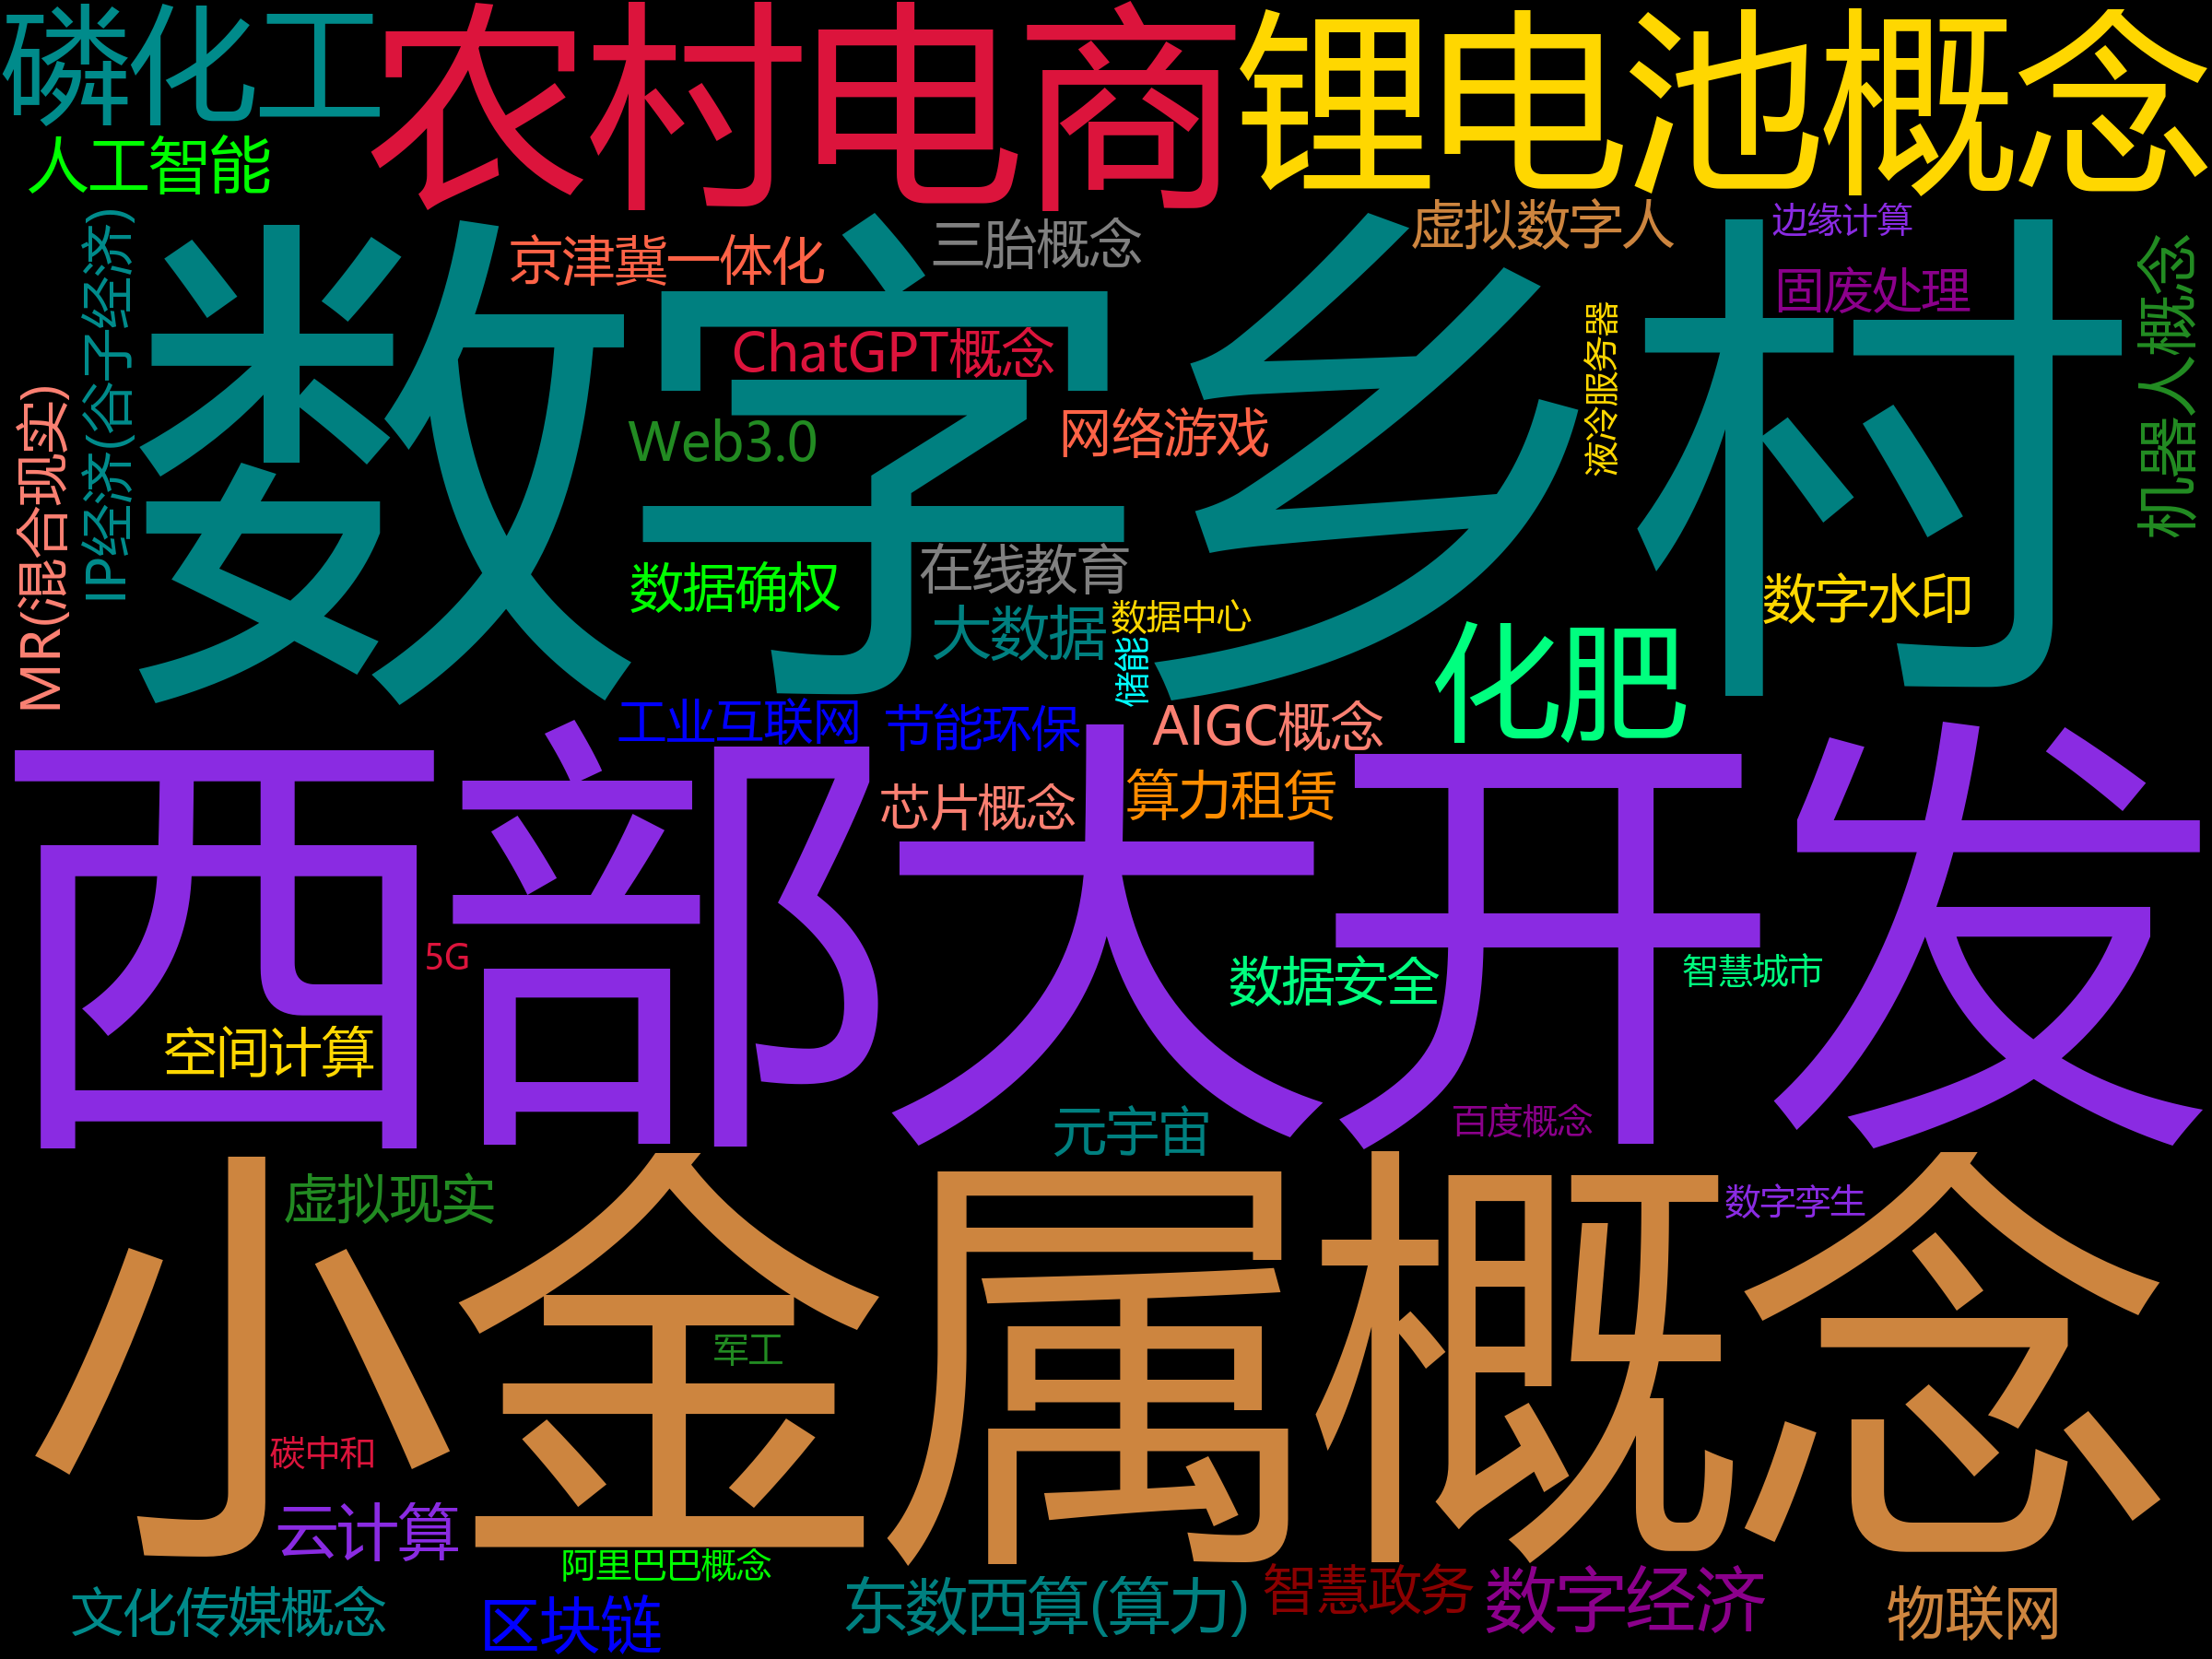 磷化工
农村电商
锂电池概念
人工智能
IP经济(谷子经济)
MR(混合现实)
数字乡村
京津冀一体化
三胎概念
虚拟数字人
边缘计算
固废处理
机器人概念
ChatGPT概念
液冷服务器
Web3.0
网络游戏
在线教育
数据确权
数字水印
大数据
数据中心
储能
化肥
工业互联网
节能环保
AIGC概念
芯片概念
算力租赁
西部大开发
5G
数据安全
智慧城市
空间计算
元宇宙
百度概念
虚拟现实
数字孪生
小金属概念
军工
碳中和
云计算
阿里巴巴概念
文化传媒概念
区块链
东数西算(算力)
智慧政务
数字经济
物联网